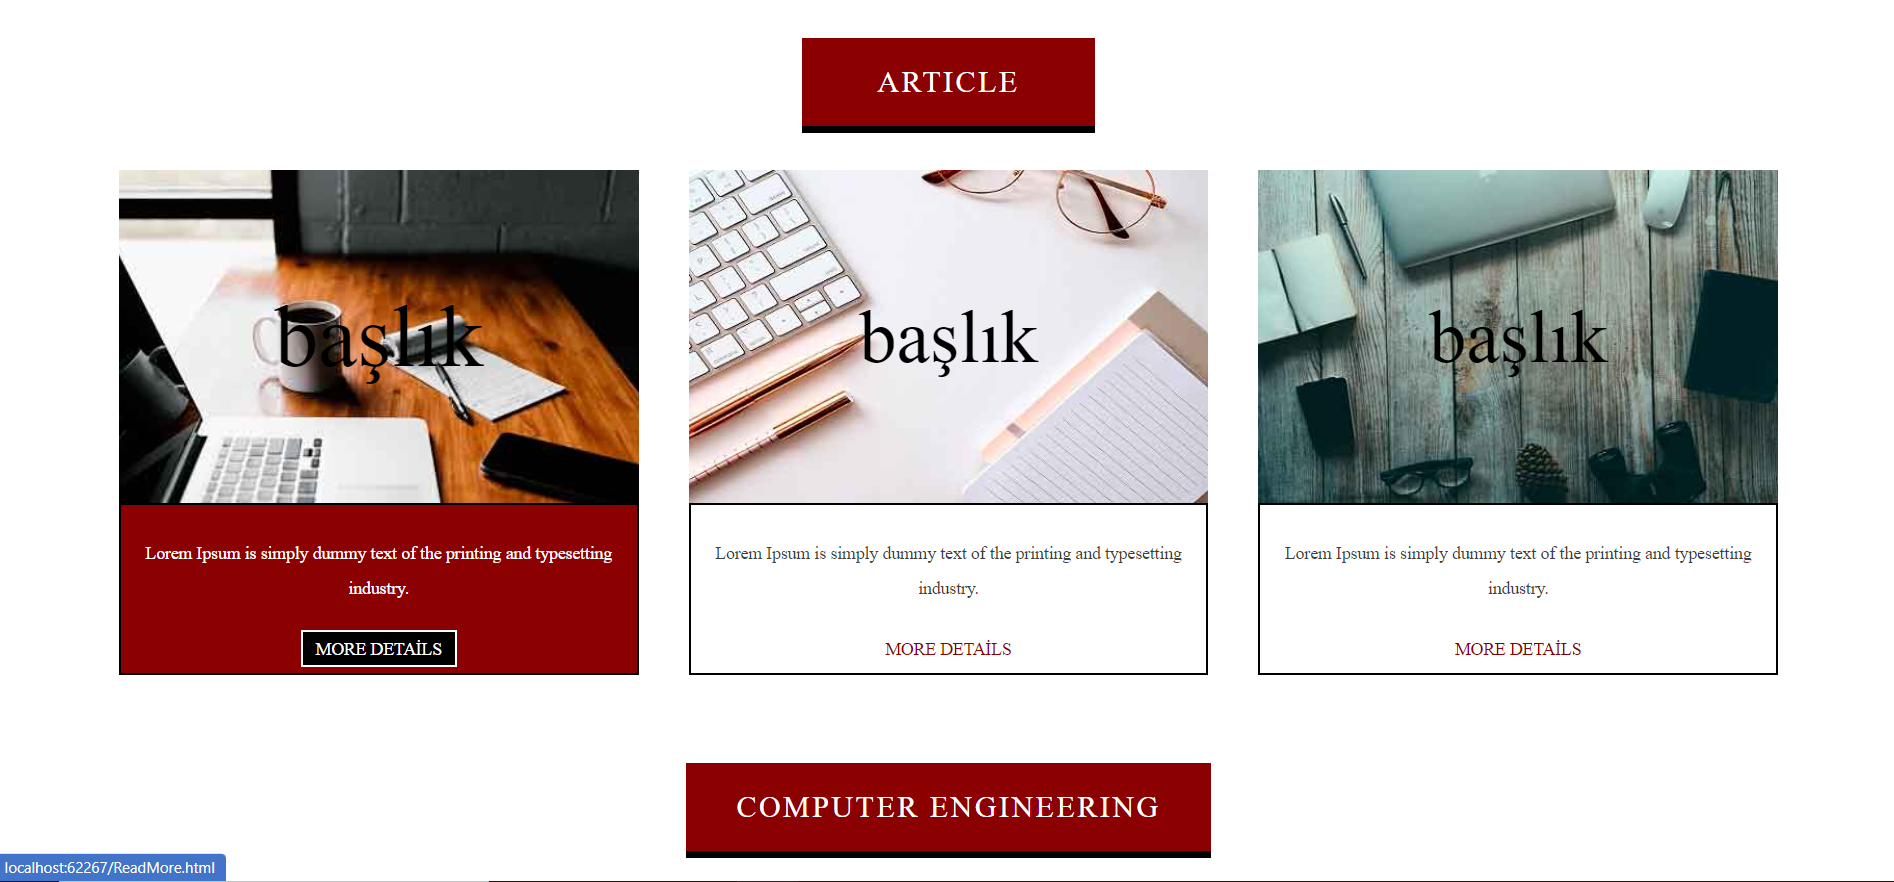 ARTICLE
başlık
Lorem Ipsum is simply dummy text of the printing and typesetting
industry.
MORE DETAİLS
başlık
Lorem Ipsum is simply dummy text of the printing and typesetting
industry.
MORE DETAİLS
başlık
Lorem Ipsum is simply dummy text of the printing and typesetting
industry.
MORE DETAİLS
COMPUTER ENGINEERING
localhost:62267/ReadMore.html